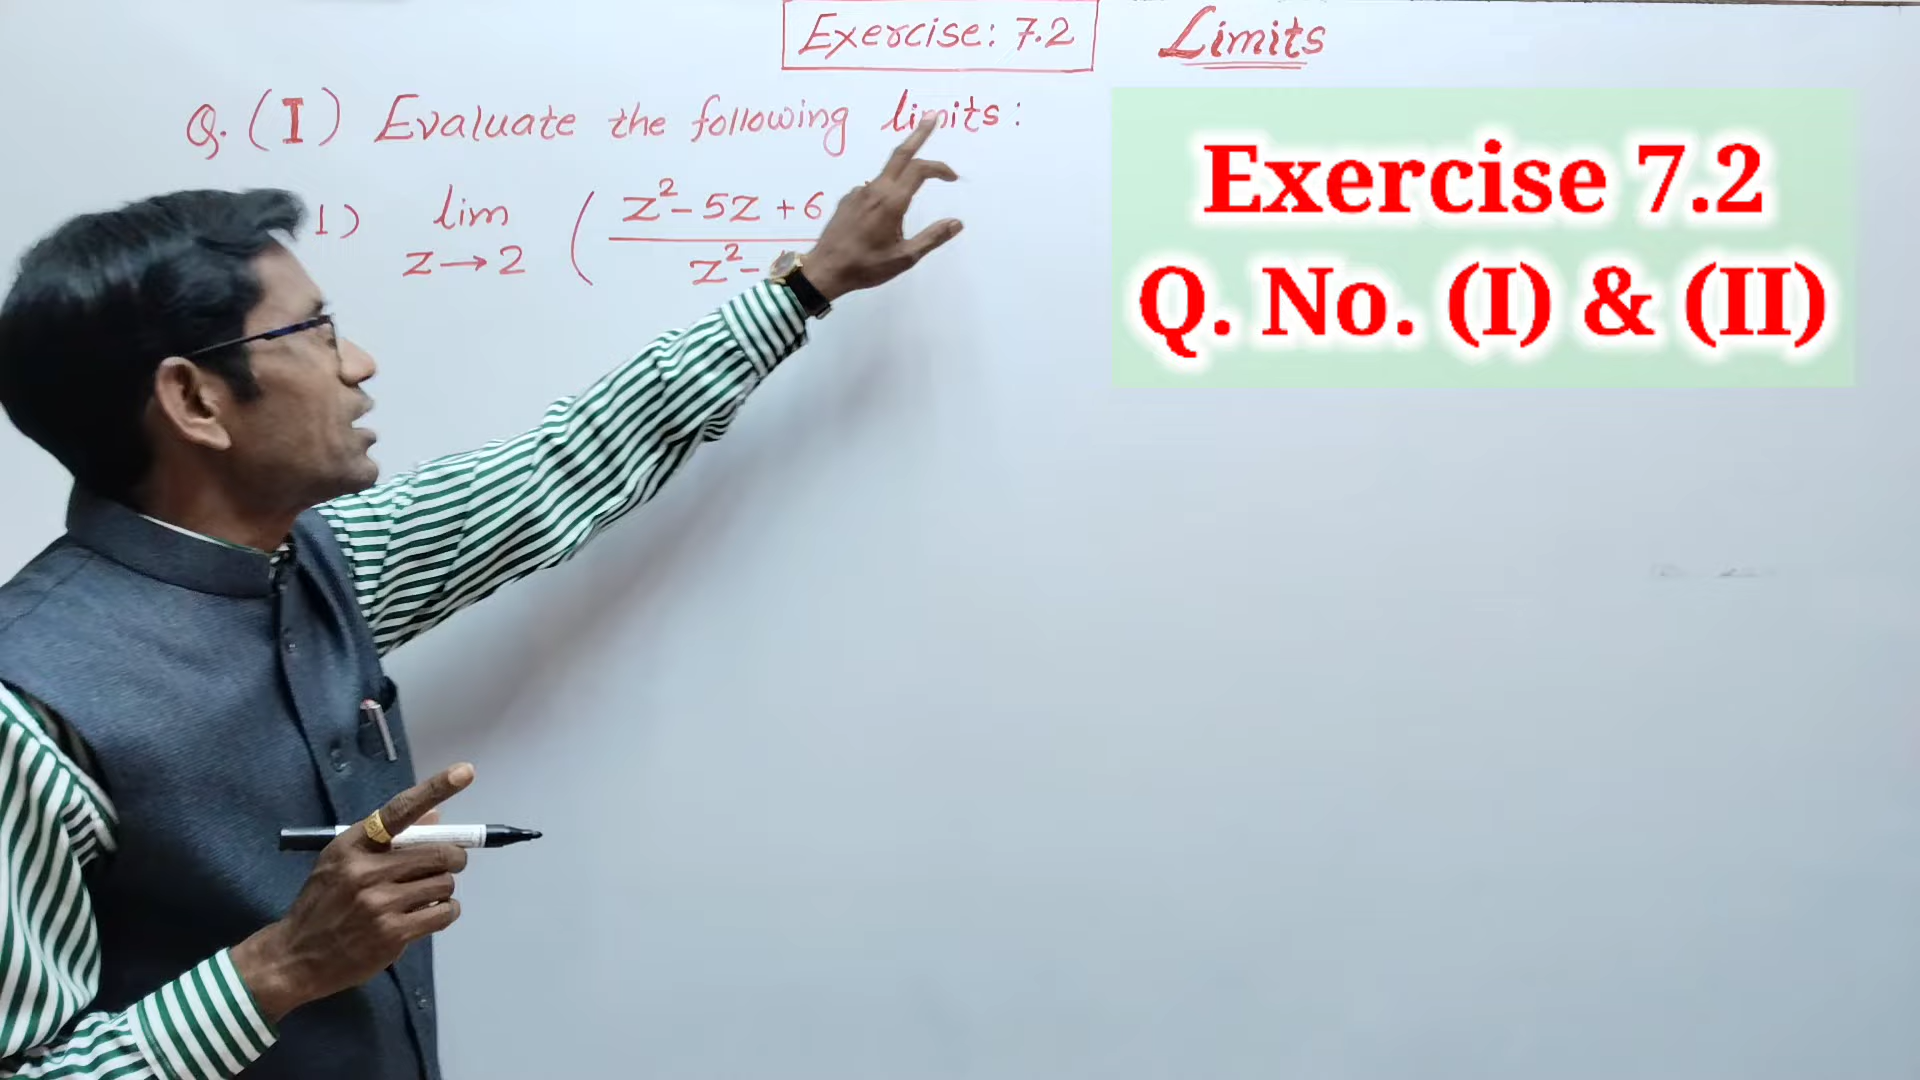 Exercise: 7.2 Limits
Q. (I) Evaluate the following limits:
1) lim z→2 ( z²-5z+6
z²-
Exercise 7.2
Q. No. (I) & (II)